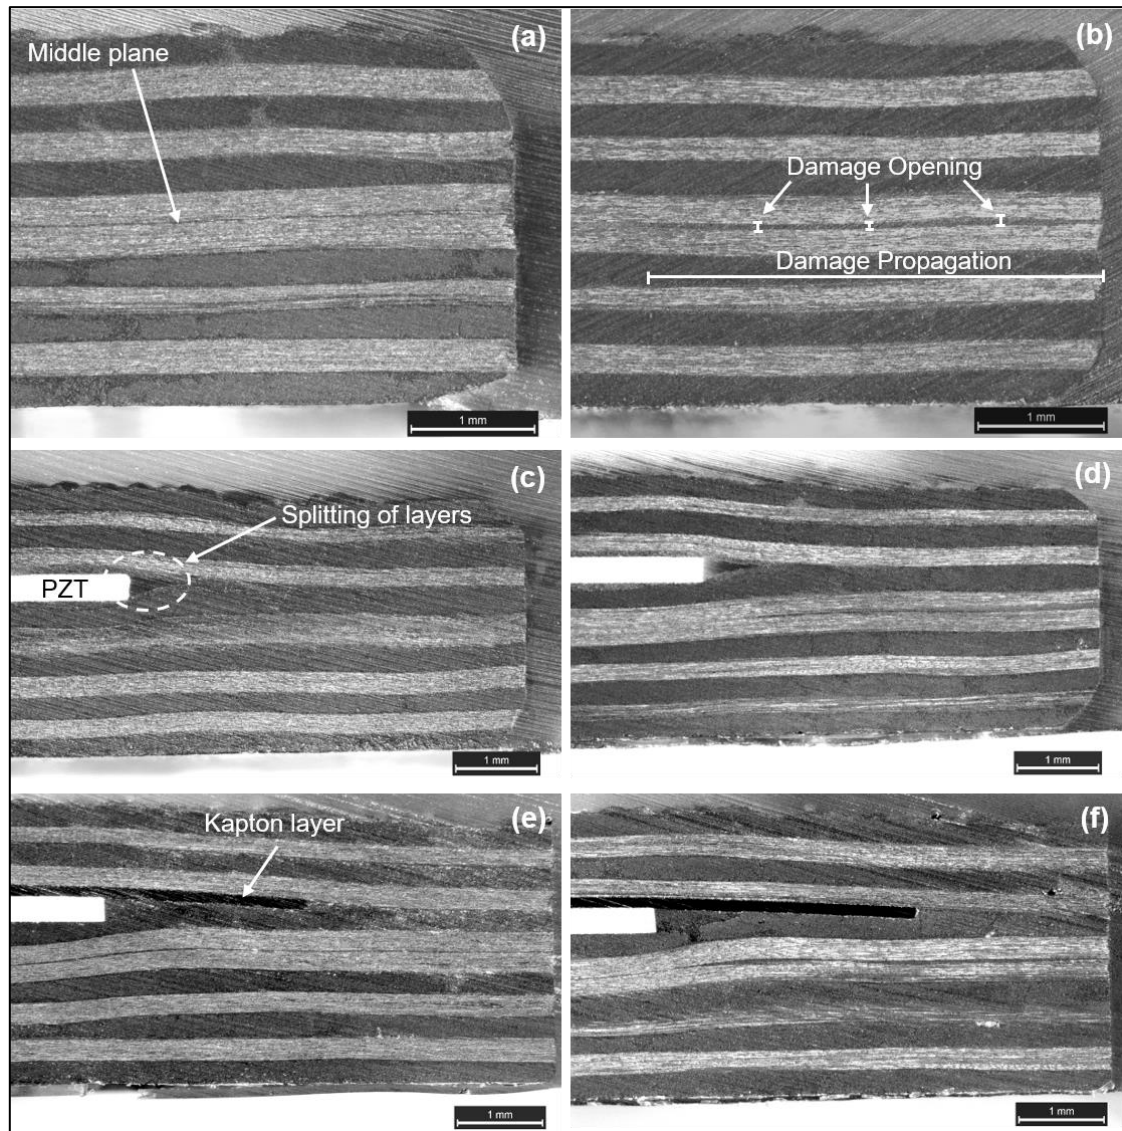 (a)
Middle plane
1 mm
(b)
Damage Opening
Damage Propagation
1 mm
(c)
Splitting of layers
PZT
1 mm
(d)
1 mm
(e)
Kapton layer
1 mm
(f)
1 mm